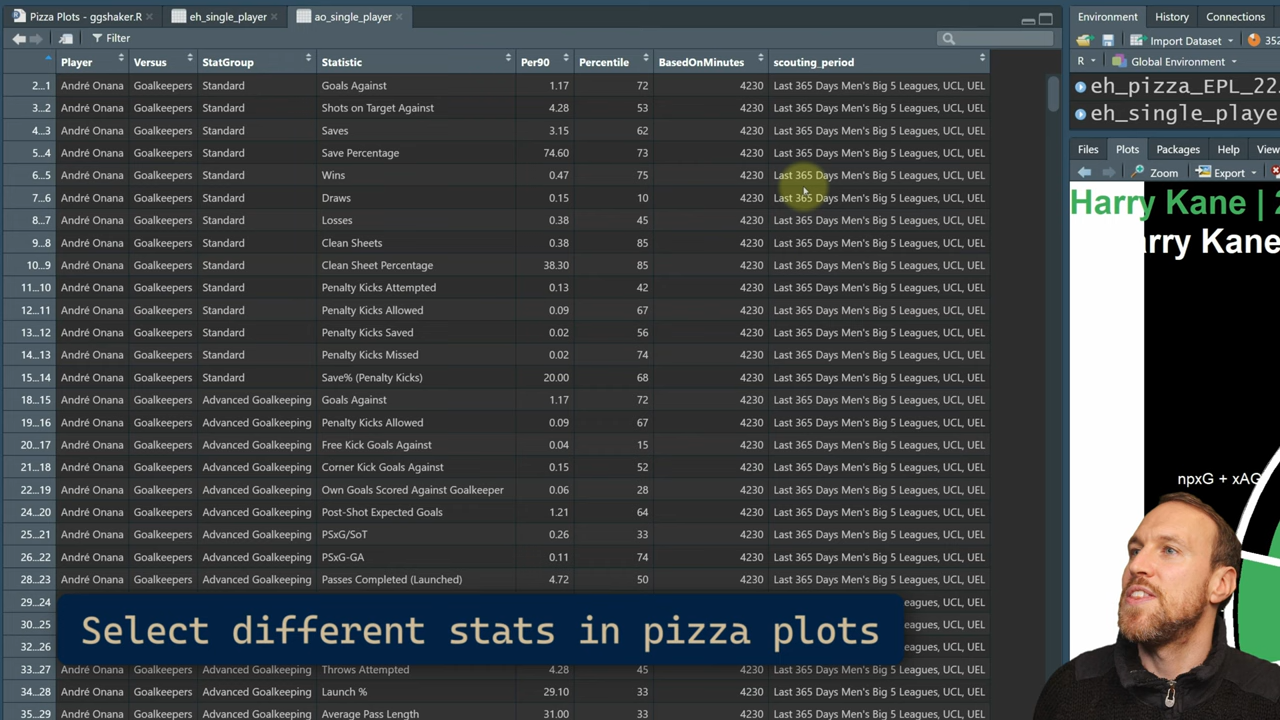 Pizza Plots - ggshaker.R × eh_single_player × ao_single_player ×
Filter
Player Versus StatGroup Statistic Per90 Percentile BasedOnMinutes scouting_period
2...1 André Onana Goalkeepers Standard Goals Against 1.17 72 4230 Last 365 Days Men's Big 5 Leagues, UCL, UEL
3...2 André Onana Goalkeepers Standard Shots on Target Against 4.28 53 4230 Last 365 Days Men's Big 5 Leagues, UCL, UEL
4...3 André Onana Goalkeepers Standard Saves 3.15 62 4230 Last 365 Days Men's Big 5 Leagues, UCL, UEL
5...4 André Onana Goalkeepers Standard Save Percentage 74.60 73 4230 Last 365 Days Men's Big 5 Leagues, UCL, UEL
6...5 André Onana Goalkeepers Standard Wins 0.47 75 4230 Last 365 Days Men's Big 5 Leagues, UCL, UEL
7...6 André Onana Goalkeepers Standard Draws 0.15 10 4230 Last 365 Days Men's Big 5 Leagues, UCL, UEL
8...7 André Onana Goalkeepers Standard Losses 0.38 45 4230 Last 365 Days Men's Big 5 Leagues, UCL, UEL
9...8 André Onana Goalkeepers Standard Clean Sheets 0.38 85 4230 Last 365 Days Men's Big 5 Leagues, UCL, UEL
10...9 André Onana Goalkeepers Standard Clean Sheet Percentage 38.30 85 4230 Last 365 Days Men's Big 5 Leagues, UCL, UEL
11...10 André Onana Goalkeepers Standard Penalty Kicks Attempted 0.13 42 4230 Last 365 Days Men's Big 5 Leagues, UCL, UEL
12...11 André Onana Goalkeepers Standard Penalty Kicks Allowed 0.09 67 4230 Last 365 Days Men's Big 5 Leagues, UCL, UEL
13...12 André Onana Goalkeepers Standard Penalty Kicks Saved 0.02 56 4230 Last 365 Days Men's Big 5 Leagues, UCL, UEL
14...13 André Onana Goalkeepers Standard Penalty Kicks Missed 0.02 74 4230 Last 365 Days Men's Big 5 Leagues, UCL, UEL
15...14 André Onana Goalkeepers Standard Save% (Penalty Kicks) 20.00 68 4230 Last 365 Days Men's Big 5 Leagues, UCL, UEL
18...15 André Onana Goalkeepers Advanced Goalkeeping Goals Against 1.17 72 4230 Last 365 Days Men's Big 5 Leagues, UCL, UEL
19...16 André Onana Goalkeepers Advanced Goalkeeping Penalty Kicks Allowed 0.09 67 4230 Last 365 Days Men's Big 5 Leagues, UCL, UEL
20...17 André Onana Goalkeepers Advanced Goalkeeping Free Kick Goals Against 0.04 15 4230 Last 365 Days Men's Big 5 Leagues, UCL, UEL
21...18 André Onana Goalkeepers Advanced Goalkeeping Corner Kick Goals Against 0.15 52 4230 Last 365 Days Men's Big 5 Leagues, UCL, UEL
22...19 André Onana Goalkeepers Advanced Goalkeeping Own Goals Scored Against Goalkeeper 0.06 28 4230 Last 365 Days Men's Big 5 Leagues, UCL, UEL
24...20 André Onana Goalkeepers Advanced Goalkeeping Post-Shot Expected Goals 1.21 64 4230 Last 365 Days Men's Big 5 Leagues, UCL, UEL
25...21 André Onana Goalkeepers Advanced Goalkeeping PSxG/SoT 0.26 33 4230 Last 365 Days Men's Big 5 Leagues, UCL, UEL
26...22 André Onana Goalkeepers Advanced Goalkeeping PSxG-GA 0.11 74 4230 Last 365 Days Men's Big 5 Leagues, UCL, UEL
28...23 André Onana Goalkeepers Advanced Goalkeeping Passes Completed (Launched) 4.72 50 4230 Last 365 Days Men's Big 5 Leagues, UCL, UEL
29...24 eagues, UCL, UEL
30...25 eagues, UCL, UEL
32...26 eagues, UCL, UEL
33...27 André Onana Goalkeepers Advanced Goalkeeping Throws Attempted 4.28 45 4230 Last 365 Days Men's Big 5 Leagues, UCL, UEL
34...28 André Onana Goalkeepers Advanced Goalkeeping Launch % 29.10 33 4230 Last 365 Days Men's Big 5 Leagues, UCL, UEL
35...29 André Onana Goalkeepers Advanced Goalkeeping Average Pass Length 31.00 33 4230 Last 365 Days Men's Big 5 Leagues, UCL, UEL
Select different stats in pizza plots
Environment History Connections
Import Dataset 352
R Global Environment
eh_pizza_EPL_22
eh_single_playe
Files Plots Packages Help View
Zoom Export
Harry Kane | 2
rry Kane
npxG + xAG